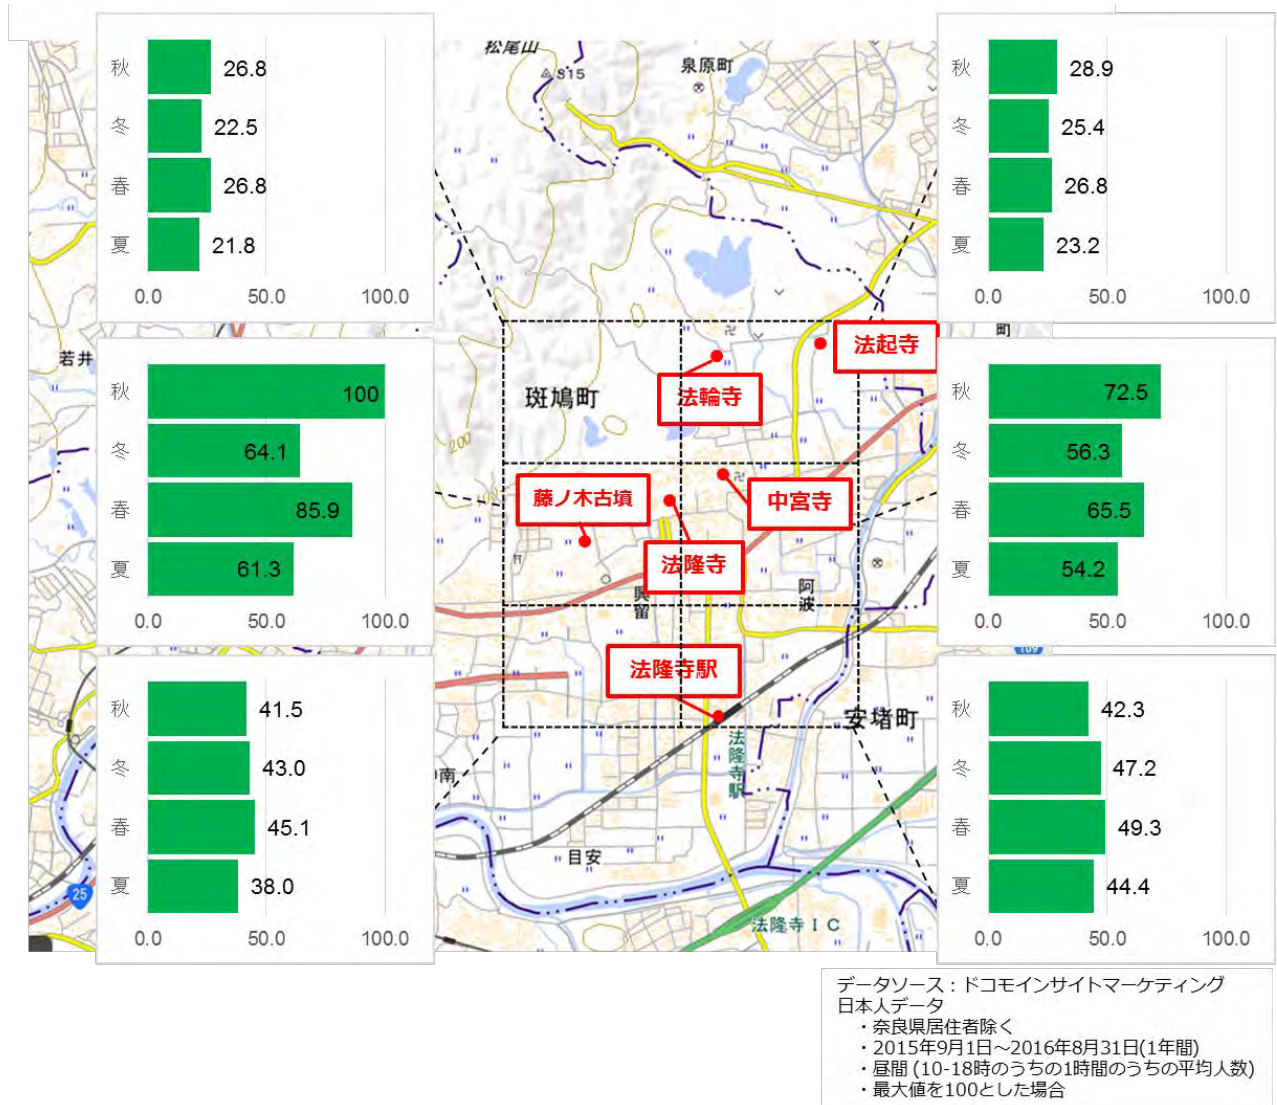 秋 26.8
冬 22.5
春 26.8
夏 21.8
0.0 50.0 100.0
秋 28.9
冬 25.4
春 26.8
夏 23.2
0.0 50.0 100.0
松尾山
315
泉原町
若井
町
斑鳩町
法起寺
法輪寺
200
秋 100
冬 64.1
春 85.9
夏 61.3
0.0 50.0 100.0
秋 72.5
冬 56.3
春 65.5
夏 54.2
0.0 50.0 100.0
藤ノ木古墳
中宮寺
法隆寺
興留
阿波
109
法隆寺駅
安堵町
法隆寺駅
南
目安
法隆寺IC
25
秋 41.5
冬 43.0
春 45.1
夏 38.0
0.0 50.0 100.0
秋 42.3
冬 47.2
春 49.3
夏 44.4
0.0 50.0 100.0
データソース：ドコモインサイトマーケティング
日本人データ
・奈良県居住者除く
・2015年9月1日～2016年8月31日(1年間)
・昼間 (10-18時のうちの1時間のうちの平均人数)
・最大値を100とした場合